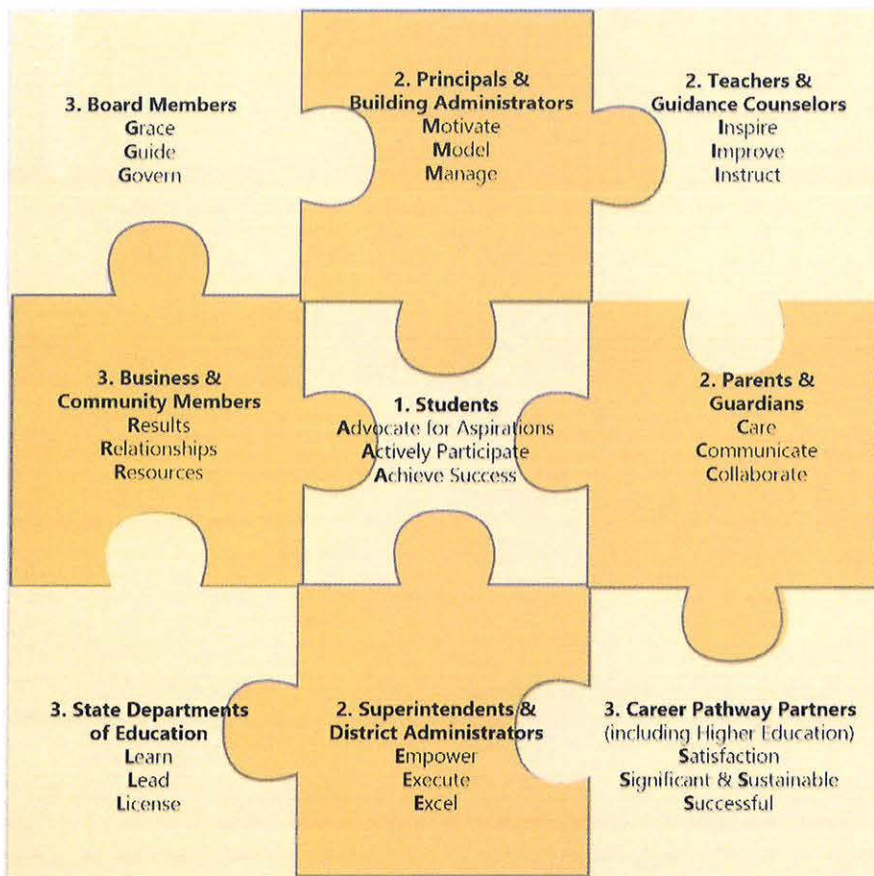 3. Board Members
Grace
Guide
Govern
2. Principals &
Building Administrators
Motivate
Model
Manage
2. Teachers &
Guidance Counselors
Inspire
Improve
Instruct
3. Business &
Community Members
Results
Relationships
Resources
1. Students
Advocate for Aspirations
Actively Participate
Achieve Success
2. Parents &
Guardians
Care
Communicate
Collaborate
3. State Departments
of Education
Learn
Lead
License
2. Superintendents &
District Administrators
Empower
Execute
Excel
3. Career Pathway Partners
(including Higher Education)
Satisfaction
Significant & Sustainable
Successful